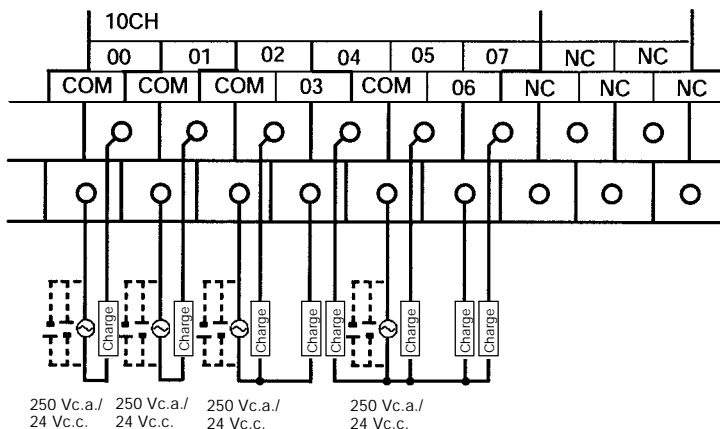 10CH
00 01 02 04 05 07 NC NC
COM COM COM 03 COM 06 NC NC NC
Charge Charge Charge Charge Charge Charge Charge Charge
250 Vc.a./ 250 Vc.a./ 250 Vc.a./ 250 Vc.a./
24 Vc.c. 24 Vc.c. 24 Vc.c. 24 Vc.c.